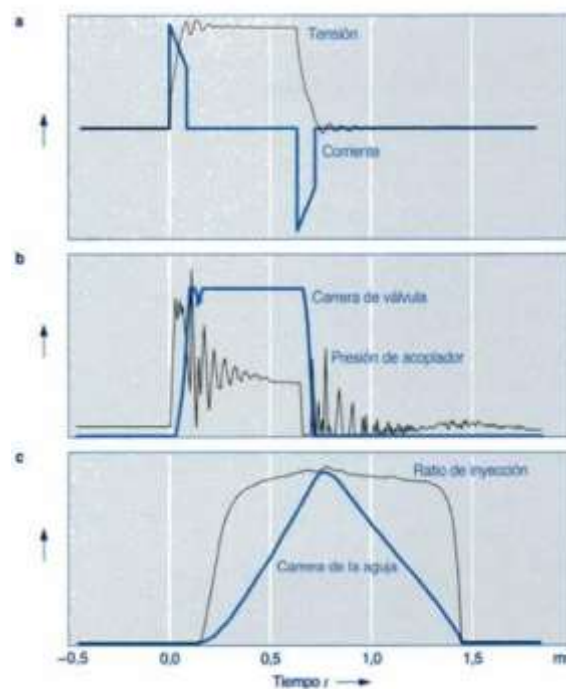 a
Tensión
Corriente
b
Carrera de válvula
Presión de acoplador
c
Ratio de inyección
Carrera de la aguja
-0,5 0,0 0,5 1,0 1,5 m
Tiempo t